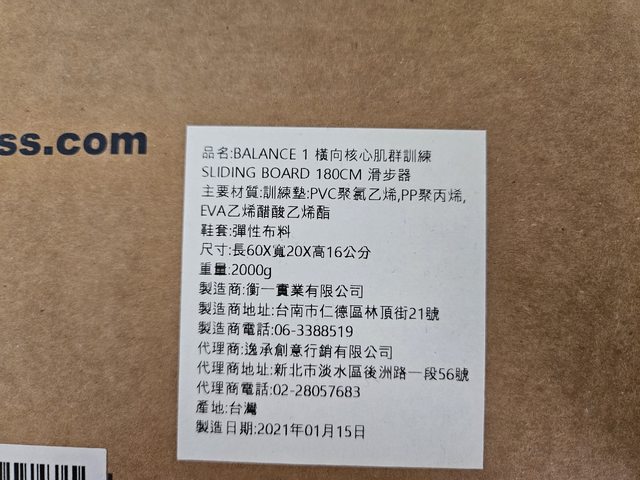 ss.com
品名:BALANCE 1 橫向核心肌群訓練
SLIDING BOARD 180CM 滑步器
主要材質:訓練墊:PVC聚氯乙烯,PP聚丙烯,
EVA乙烯醋酸乙烯酯
鞋套:彈性布料
尺寸:長60X寬20X高16公分
重量:2000g
製造商:衡一實業有限公司
製造商地址:台南市仁德區林頂街21號
製造商電話:06-3388519
代理商:逸承創意行銷有限公司
代理商地址:新北市淡水區後洲路一段56號
代理商電話:02-28057683
產地:台灣
製造日期:2021年01月15日